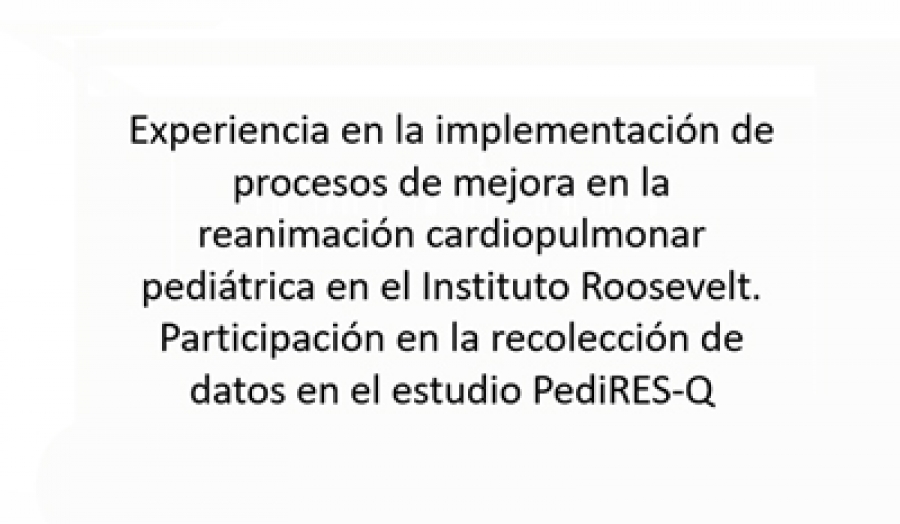 Experiencia en la implementación de
procesos de mejora en la
reanimación cardiopulmonar
pediátrica en el Instituto Roosevelt.
Participación en la recolección de
datos en el estudio PediRES-Q